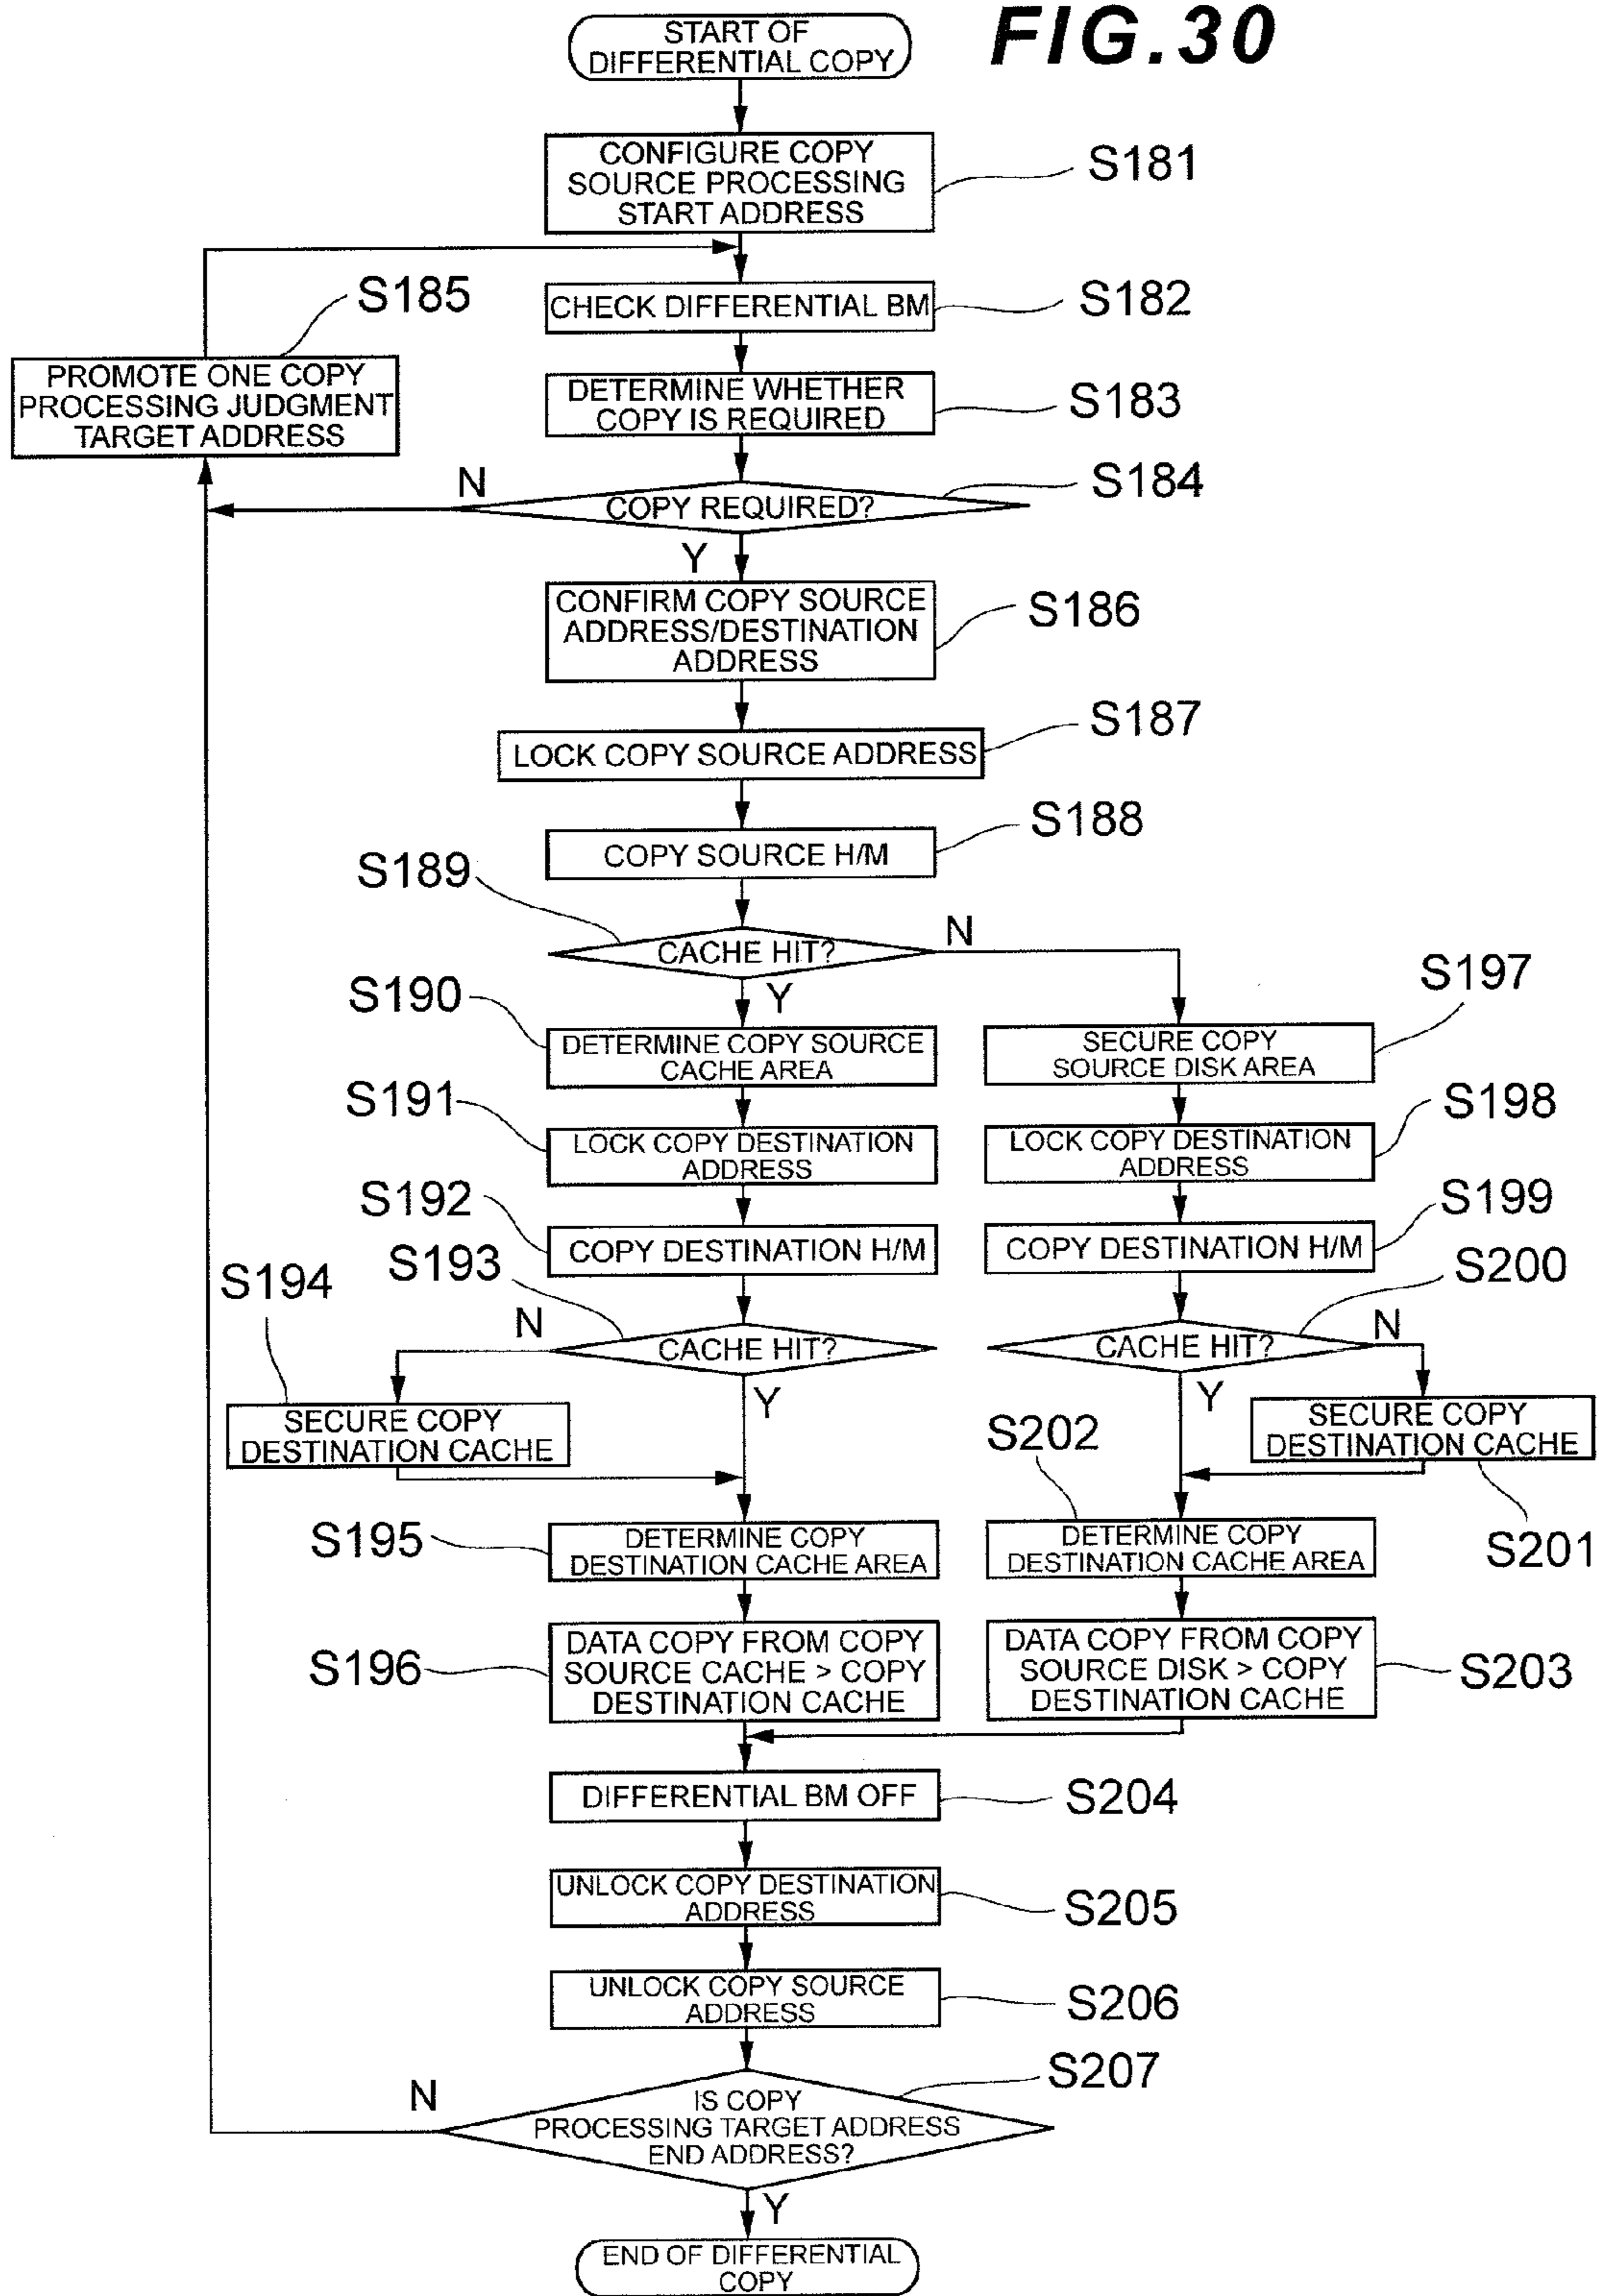 FIG.30
START OF
DIFFERENTIAL COPY
CONFIGURE COPY
SOURCE PROCESSING
START ADDRESS
S181
S185
CHECK DIFFERENTIAL BM
S182
PROMOTE ONE COPY
PROCESSING JUDGMENT
TARGET ADDRESS
DETERMINE WHETHER
COPY IS REQUIRED
S183
N
COPY REQUIRED?
S184
Y
CONFIRM COPY SOURCE
ADDRESS/DESTINATION
ADDRESS
S186
LOCK COPY SOURCE ADDRESS
S187
COPY SOURCE H/M
S188
S189
CACHE HIT?
N
Y
S190
DETERMINE COPY SOURCE
CACHE AREA
SECURE COPY
SOURCE DISK AREA
S197
S191
LOCK COPY DESTINATION
ADDRESS
LOCK COPY DESTINATION
ADDRESS
S198
S192
COPY DESTINATION H/M
COPY DESTINATION H/M
S199
S194
S193
S200
N
CACHE HIT?
CACHE HIT?
N
Y
Y
SECURE COPY
DESTINATION CACHE
S202
SECURE COPY
DESTINATION CACHE
S195
DETERMINE COPY
DESTINATION CACHE AREA
DETERMINE COPY
DESTINATION CACHE AREA
S201
S196
DATA COPY FROM COPY
SOURCE CACHE > COPY
DESTINATION CACHE
DATA COPY FROM COPY
SOURCE DISK > COPY
DESTINATION CACHE
S203
DIFFERENTIAL BM OFF
S204
UNLOCK COPY DESTINATION
ADDRESS
S205
UNLOCK COPY SOURCE
ADDRESS
S206
S207
N
IS COPY
PROCESSING TARGET ADDRESS
END ADDRESS?
Y
END OF DIFFERENTIAL
COPY